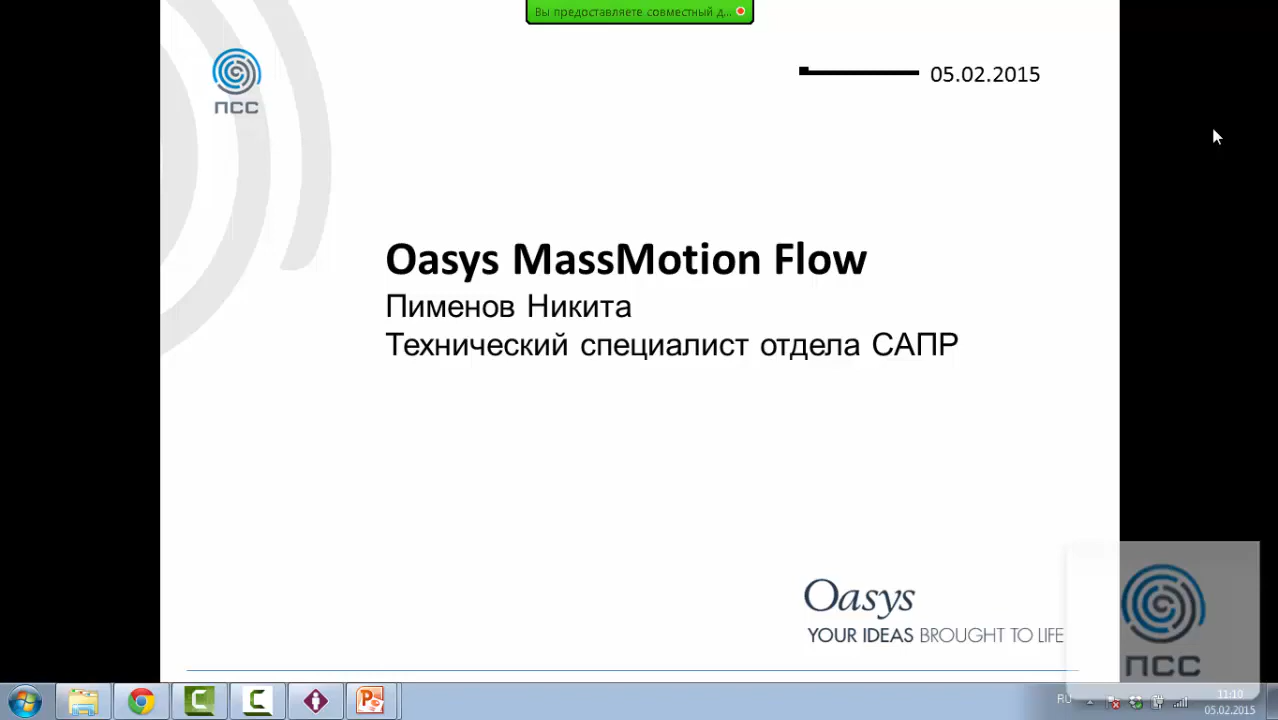 Вы предоставляете совместный д...
ПСС
05.02.2015
Oasys MassMotion Flow
Пименов Никита
Технический специалист отдела САПР
Oasys
YOUR IDEAS BROUGHT TO LIFE
ПСС
RU
11:10
05.02.2015